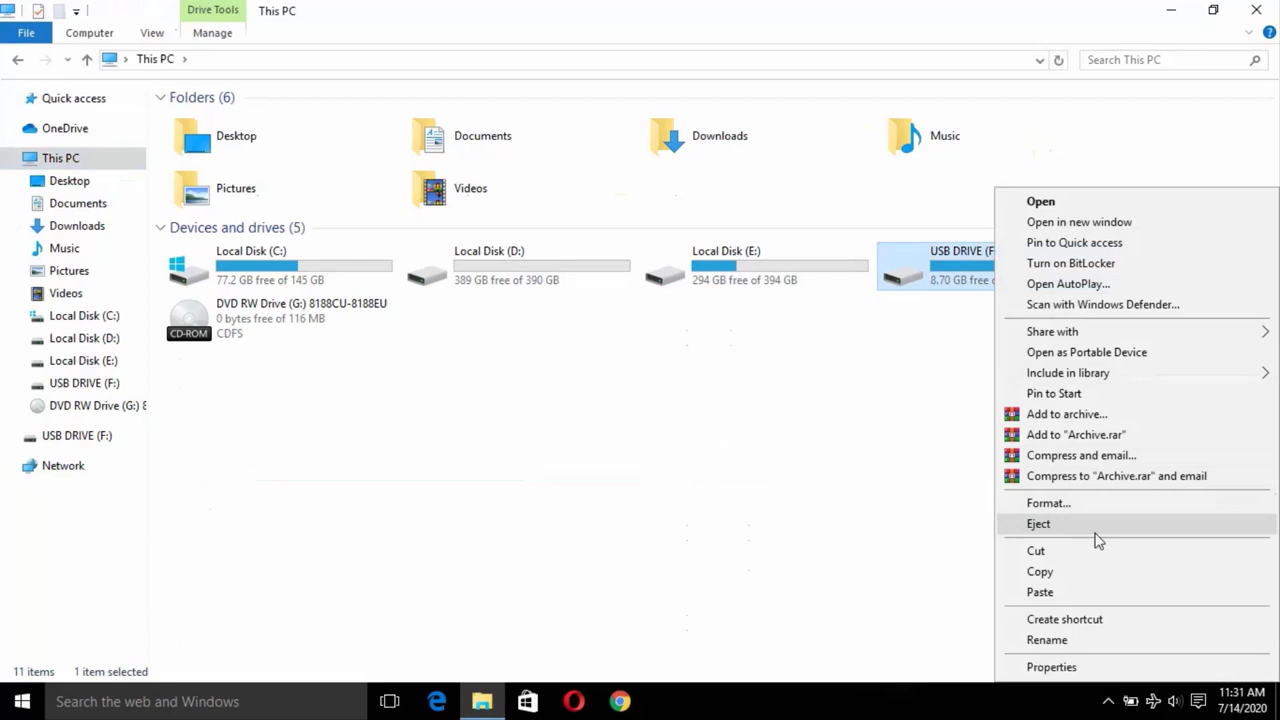 Drive Tools
This PC
File
Computer
View
Manage
This PC
Search This PC
Quick access
OneDrive
This PC
Desktop
Documents
Downloads
Music
Pictures
Videos
Local Disk (C:)
Local Disk (D:)
Local Disk (E:)
USB DRIVE (F:)
DVD RW Drive (G:) 8
USB DRIVE (F:)
Network
Folders (6)
Desktop
Documents
Downloads
Music
Pictures
Videos
Devices and drives (5)
Local Disk (C:)
77.2 GB free of 145 GB
Local Disk (D:)
389 GB free of 390 GB
Local Disk (E:)
294 GB free of 394 GB
USB DRIVE (F
8.70 GB free o
DVD RW Drive (G:) 8188CU-8188EU
0 bytes free of 116 MB
CDFS
CD-ROM
Open
Open in new window
Pin to Quick access
Turn on BitLocker
Open AutoPlay...
Scan with Windows Defender...
Share with
Open as Portable Device
Include in library
Pin to Start
Add to archive...
Add to "Archive.rar"
Compress and email...
Compress to "Archive.rar" and email
Format...
Eject
Cut
Copy
Paste
Create shortcut
Rename
Properties
11 items
1 item selected
Search the web and Windows
11:31 AM
7/14/2020